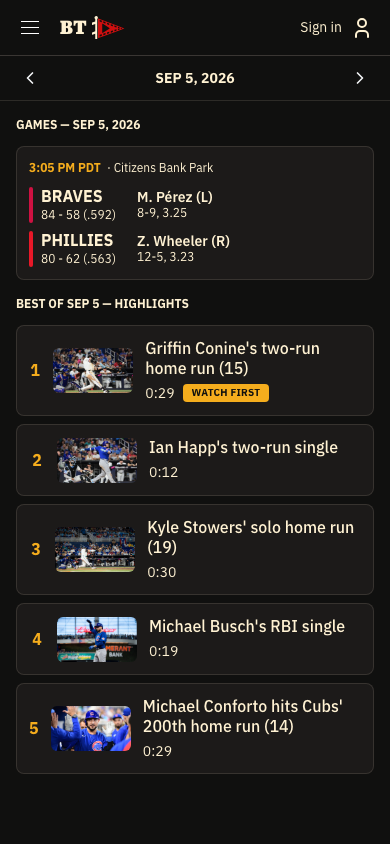 BT
Sign in
SEP 5, 2026
GAMES — SEP 5, 2026
3:05 PM PDT · Citizens Bank Park
BRAVES
84 - 58 (.592)
M. Pérez (L)
8-9, 3.25
PHILLIES
80 - 62 (.563)
Z. Wheeler (R)
12-5, 3.23
BEST OF SEP 5 — HIGHLIGHTS
1
Griffin Conine's two-run
home run (15)
0:29 WATCH FIRST
2
Ian Happ's two-run single
0:12
3
Kyle Stowers' solo home run
(19)
0:30
4
Michael Busch's RBI single
0:19
5
Michael Conforto hits Cubs'
200th home run (14)
0:29